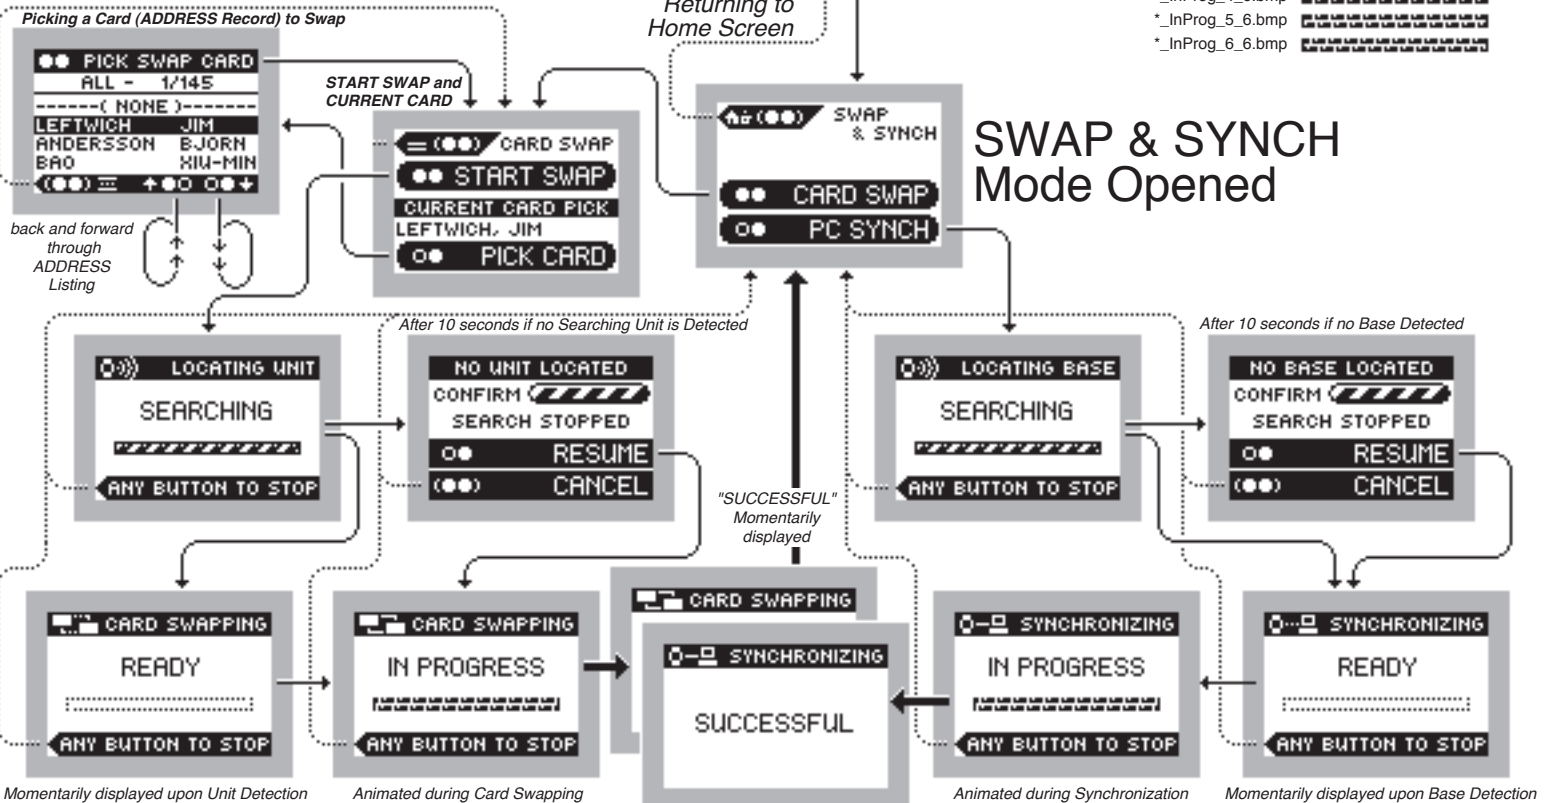 Picking a Card (ADDRESS Record) to Swap
PICK SWAP CARD
ALL - 1/145
------( NONE )-------
LEFTWICH JIM
ANDERSSON BJORN
BAO XIU-MIN
back and forward
through
ADDRESS
Listing
START SWAP and
CURRENT CARD
CARD SWAP
START SWAP
CURRENT CARD PICK
LEFTWICH, JIM
PICK CARD
Returning to
Home Screen
SWAP
& SYNCH
CARD SWAP
PC SYNCH
*_InProg_5_6.bmp
*_InProg_6_6.bmp
SWAP & SYNCH
Mode Opened
LOCATING UNIT
SEARCHING
ANY BUTTON TO STOP
After 10 seconds if no Searching Unit is Detected
NO UNIT LOCATED
CONFIRM
SEARCH STOPPED
RESUME
CANCEL
"SUCCESSFUL"
Momentarily
displayed
LOCATING BASE
SEARCHING
ANY BUTTON TO STOP
After 10 seconds if no Base Detected
NO BASE LOCATED
CONFIRM
SEARCH STOPPED
RESUME
CANCEL
CARD SWAPPING
READY
ANY BUTTON TO STOP
Momentarily displayed upon Unit Detection
CARD SWAPPING
IN PROGRESS
ANY BUTTON TO STOP
Animated during Card Swapping
CARD SWAPPING
SYNCHRONIZING
SUCCESSFUL
SYNCHRONIZING
IN PROGRESS
ANY BUTTON TO STOP
Animated during Synchronization
SYNCHRONIZING
READY
ANY BUTTON TO STOP
Momentarily displayed upon Base Detection